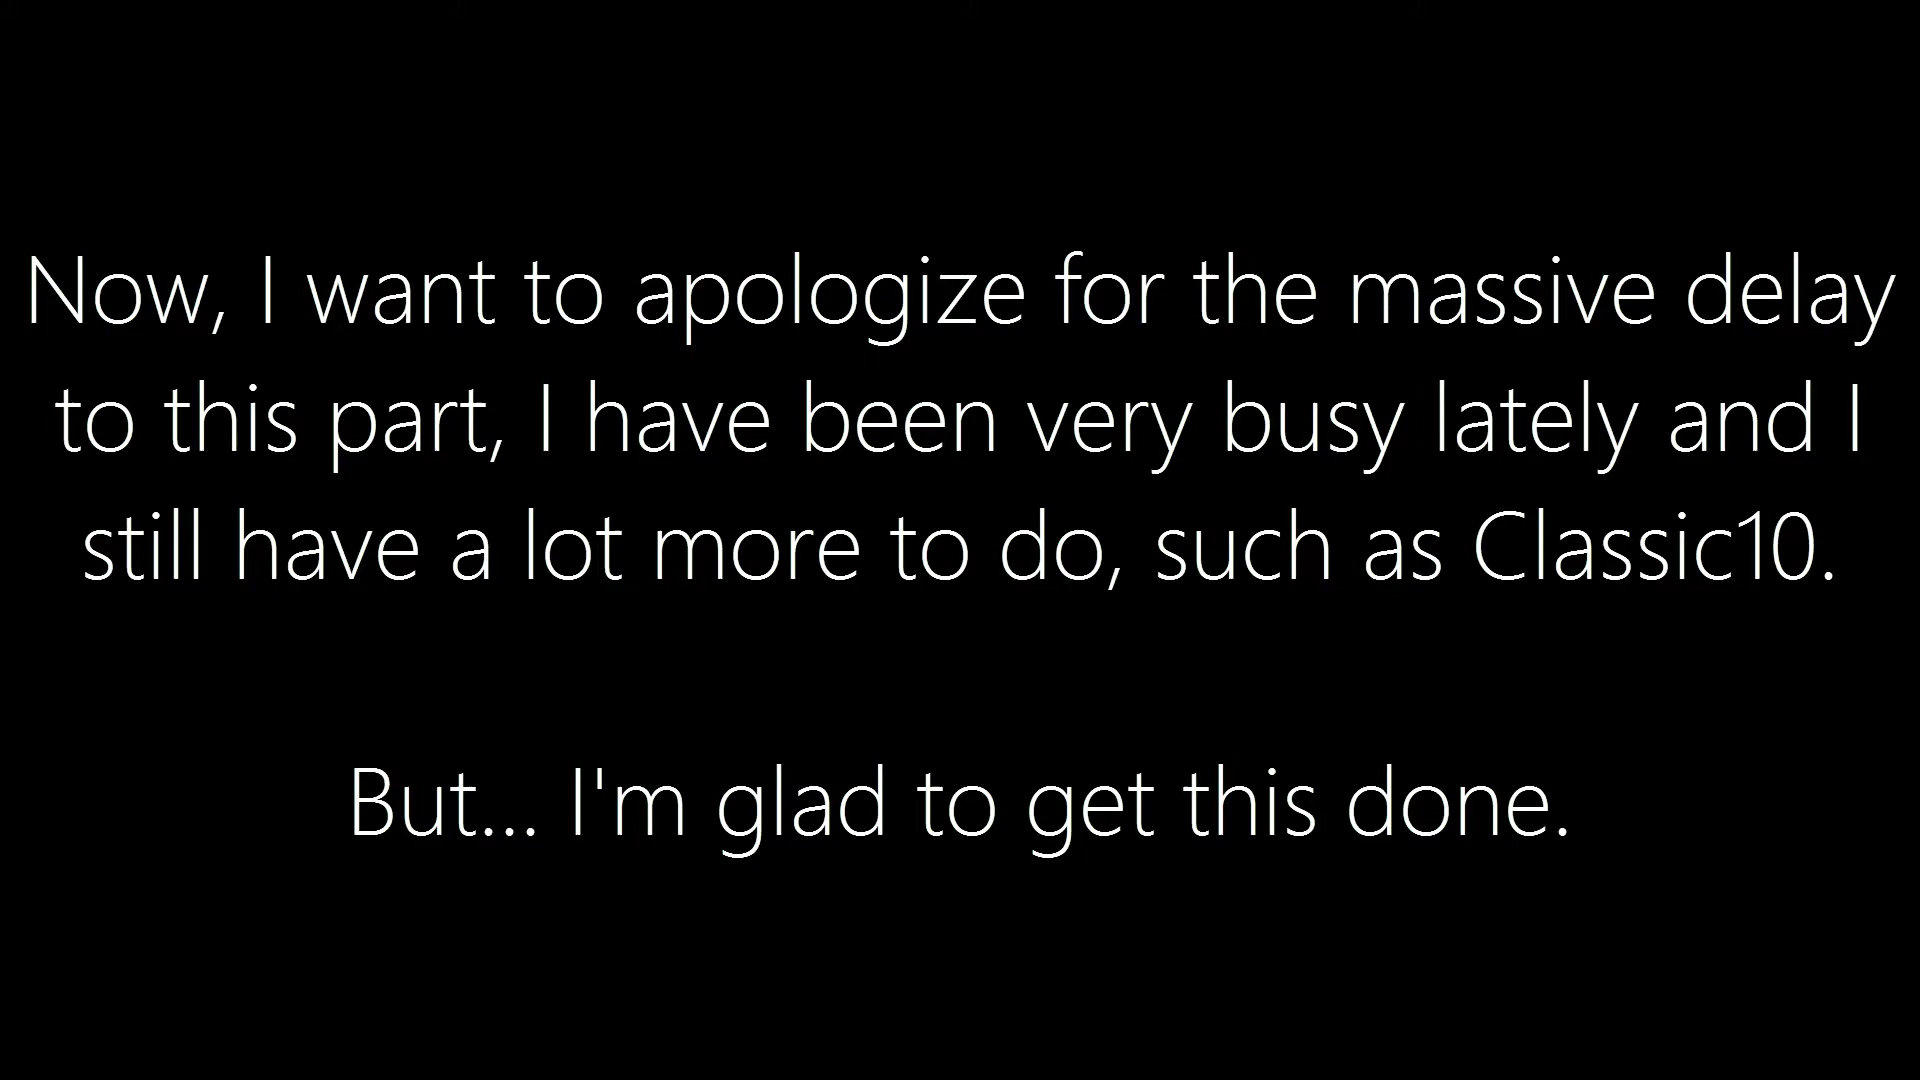 Now, I want to apologize for the massive delay
to this part, I have been very busy lately and I
still have a lot more to do, such as Classic10.
But... I'm glad to get this done.